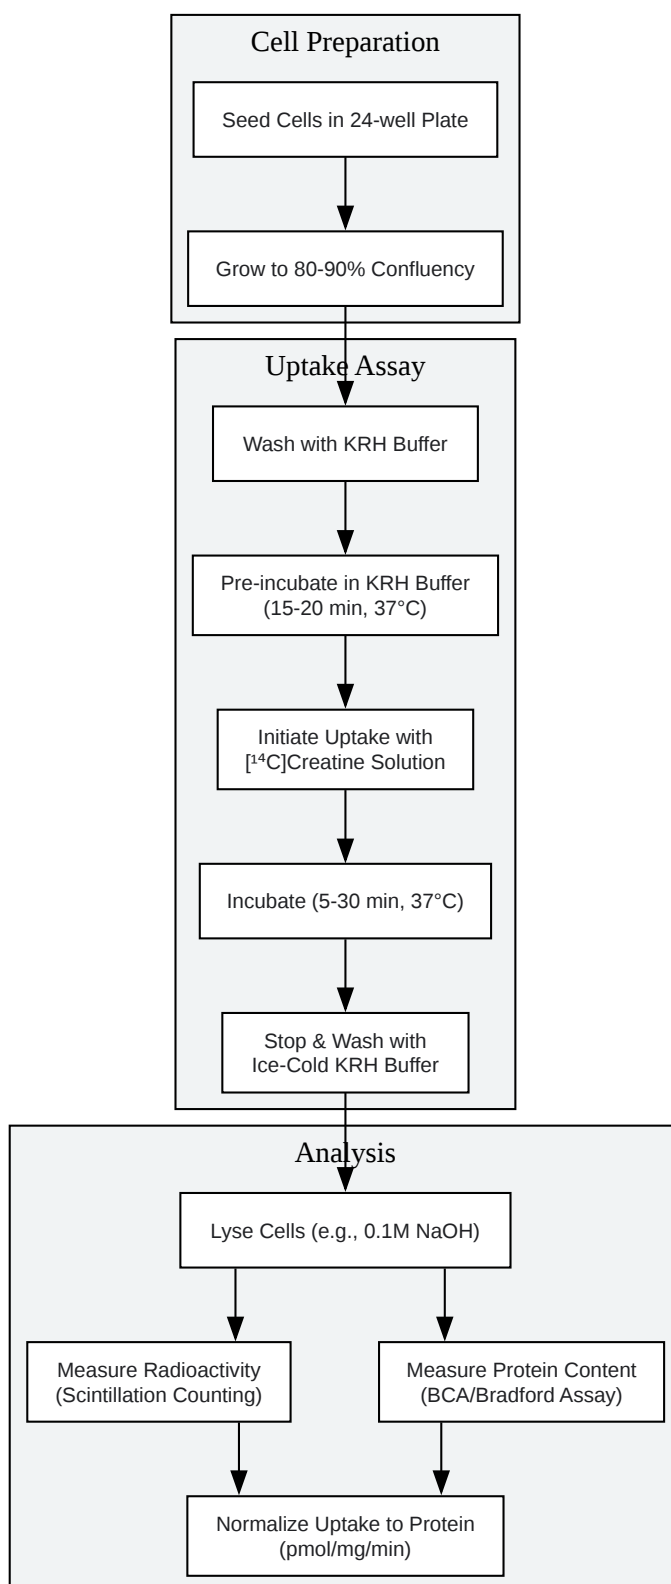 Cell Preparation
Seed Cells in 24-well Plate
Grow to 80-90% Confluency
Uptake Assay
Wash with KRH Buffer
Pre-incubate in KRH Buffer
(15-20 min, 37°C)
Initiate Uptake with
[¹⁴C]Creatine Solution
Incubate (5-30 min, 37°C)
Stop & Wash with
Ice-Cold KRH Buffer
Analysis
Lyse Cells (e.g., 0.1M NaOH)
Measure Radioactivity
(Scintillation Counting)
Measure Protein Content
(BCA/Bradford Assay)
Normalize Uptake to Protein
(pmol/mg/min)